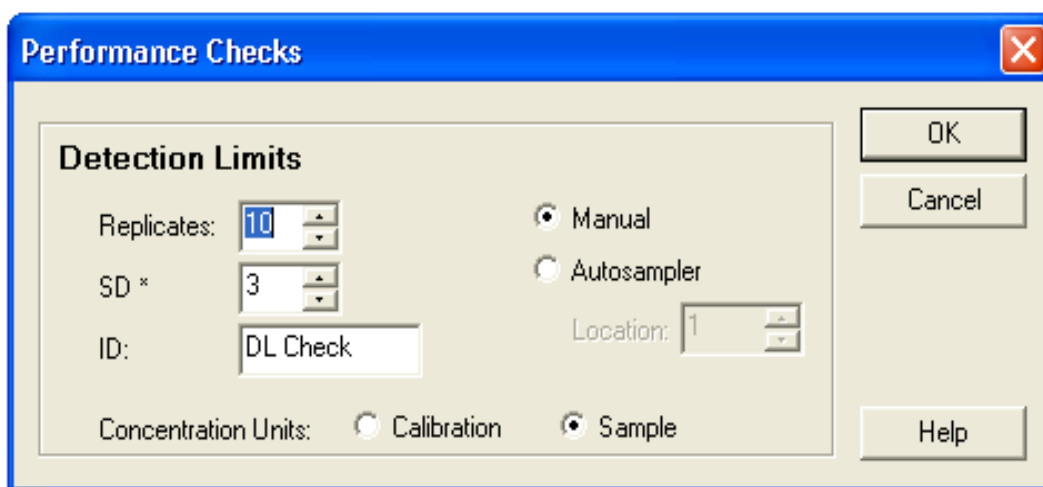 Performance Checks
Detection Limits
Replicates: 10
SD * 3
ID: DL Check
Manual
Autosampler
Location: 1
Concentration Units: Calibration Sample
OK
Cancel
Help